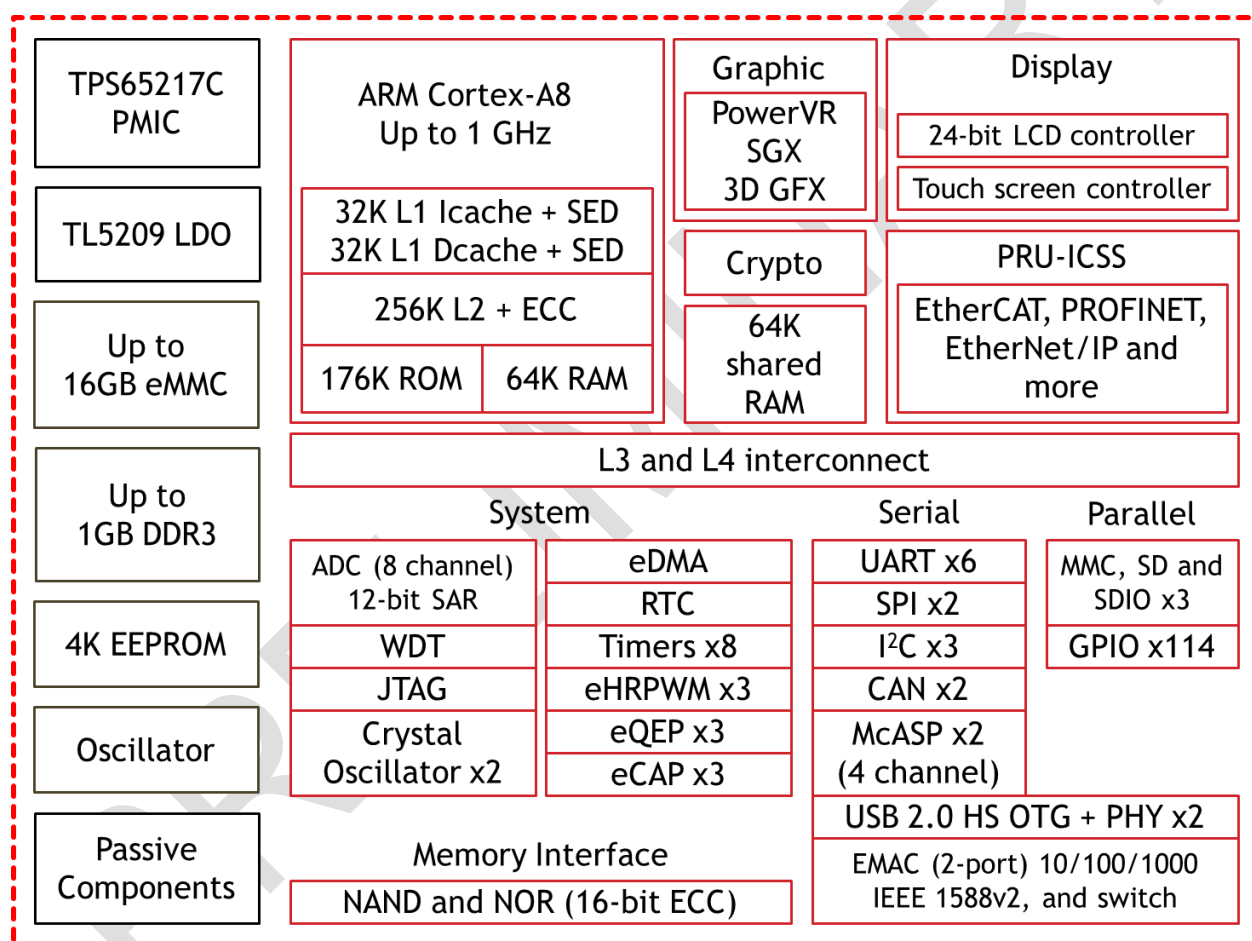 TPS65217C
PMIC
TL5209 LDO
Up to
16GB eMMC
Up to
1GB DDR3
4K EEPROM
Oscillator
Passive
Components
ARM Cortex-A8
Up to 1 GHz
32K L1 Icache + SED
32K L1 Dcache + SED
256K L2 + ECC
176K ROM
64K RAM
Graphic
PowerVR
SGX
3D GFX
Crypto
64K
shared
RAM
Display
24-bit LCD controller
Touch screen controller
PRU-ICSS
EtherCAT, PROFINET,
EtherNet/IP and
more
L3 and L4 interconnect
System
ADC (8 channel)
12-bit SAR
WDT
JTAG
Crystal
Oscillator x2
eDMA
RTC
Timers x8
eHRPWM x3
eQEP x3
eCAP x3
Serial
UART x6
SPI x2
I²C x3
CAN x2
McASP x2
(4 channel)
USB 2.0 HS OTG + PHY x2
EMAC (2-port) 10/100/1000
IEEE 1588v2, and switch
Parallel
MMC, SD and
SDIO x3
GPIO x114
Memory Interface
NAND and NOR (16-bit ECC)